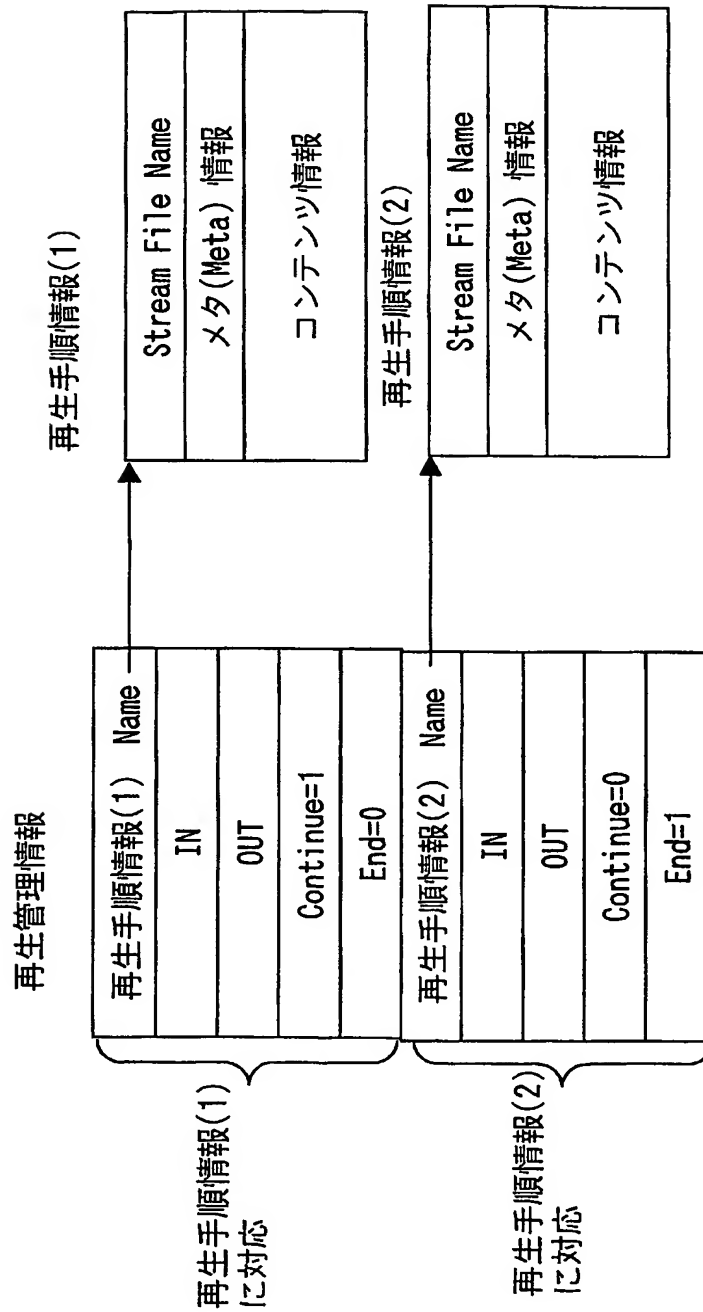 再生管理情報
再生手順情報(1) Name
IN
OUT
Continue=1
End=0
再生手順情報(2) Name
IN
OUT
Continue=0
End=1
再生手順情報(1)
に対応
再生手順情報(2)
に対応
再生手順情報(1)
Stream File Name
メタ(Meta) 情報
コンテンツ情報
再生手順情報(2)
Stream File Name
メタ(Meta) 情報
コンテンツ情報